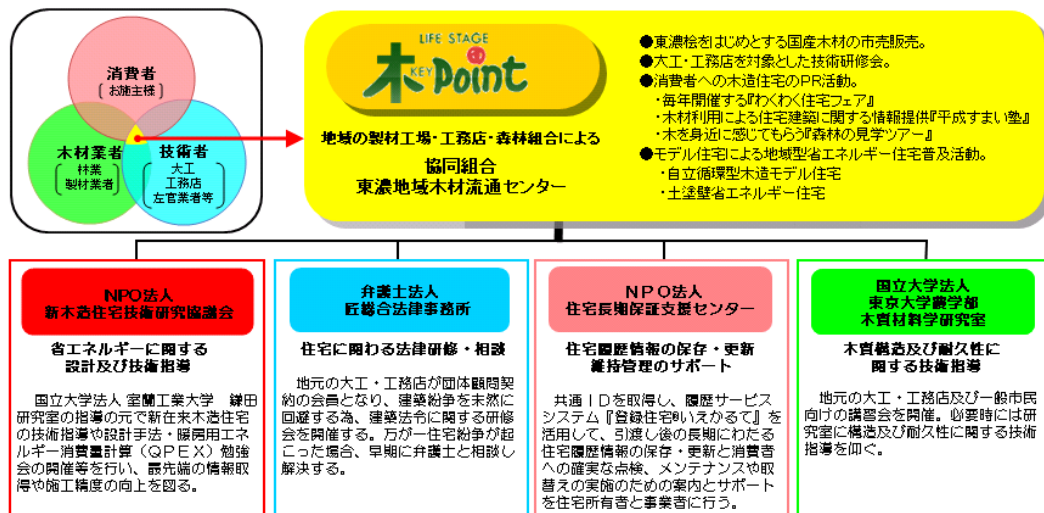 消費者
お施主様
木材業者
林業
製材業者
技術者
大工
工務店
左官業者等
LIFE STAGE
木 KEY Point
地域の製材工場・工務店・森林組合による
協同組合
東濃地域木材流通センター
●東濃桧をはじめとする国産木材の市売販売。
●大工・工務店を対象とした技術研修会。
●消費者への木造住宅のPR活動。
・毎年開催する『わくわく住宅フェア』
・木材利用による住宅建築に関する情報提供『平成すまい塾』
・木を身近に感じてもらう『森林の見学ツアー』
●モデル住宅による地域型省エネルギー住宅普及活動。
・自立循環型木造モデル住宅
・土塗壁省エネルギー住宅
NPO法人
新木造住宅技術研究協議会
省エネルギーに関する
設計及び技術指導
国立大学法人 室蘭工業大学 鎌田
研究室の指導の元で新在来木造住宅
の技術指導や設計手法・暖房用エネ
ルギー消費量計算（QPEX）勉強
会の開催等を行い、最先端の情報取
得や施工精度の向上を図る。
弁護士法人
匠総合法律事務所
住宅に関わる法律研修・相談
地元の大工・工務店が団体顧問契
約の会員となり、建築紛争を未然に
回避する為、建築法令に関する研修
会を開催する。万が一住宅紛争が起
こった場合、早期に弁護士と相談し
解決する。
NPO法人
住宅長期保証支援センター
住宅履歴情報の保存・更新
維持管理のサポート
共通IDを取得し、履歴サービス
システム『登録住宅®いえかるて』を
活用して、引渡し後の長期にわたる
住宅履歴情報の保存・更新と消費者
への確実な点検、メンテナンスや取
替えの実施のための案内とサポート
を住宅所有者と事業者に行う。
国立大学法人
東京大学農学部
木質材料学研究室
木質構造及び耐久性に
関する技術指導
地元の大工・工務店及び一般市民
向けの講習会を開催。必要時には研
究室に構造及び耐久性に関する技術
指導を仰ぐ。